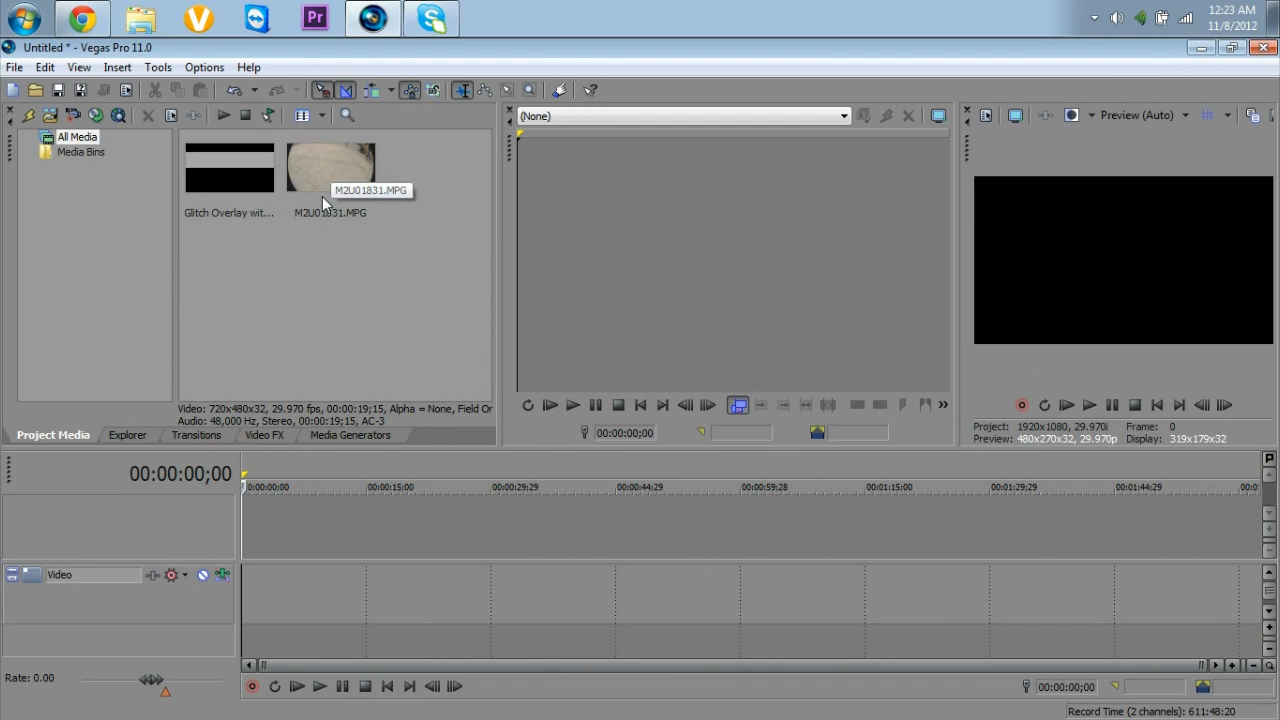 Pr
12:23 AM
11/8/2012
Untitled * - Vegas Pro 11.0
File Edit View Insert Tools Options Help
(None)
Preview (Auto)
All Media
Media Bins
M2U01831.MPG
Glitch Overlay wit...
M2U01831.MPG
Video: 720x480x32, 29.970 fps, 00:00:19;15, Alpha = None, Field Or
Audio: 48,000 Hz, Stereo, 00:00:19;15, AC-3
Project Media Explorer Transitions Video FX Media Generators
00:00:00;00
Project: 1920x1080, 29.970i
Preview: 480x270x32, 29.970p
Frame: 0
Display: 319x179x32
00:00:00;00
0:00:00:00 00:00:15;00 00:00:29;29 00:00:44;29 00:00:59;28 00:01:15;00 00:01:29;29 00:01:44;29 00:0
Video
Rate: 0.00
00:00:00;00
Record Time (2 channels): 611:48:20